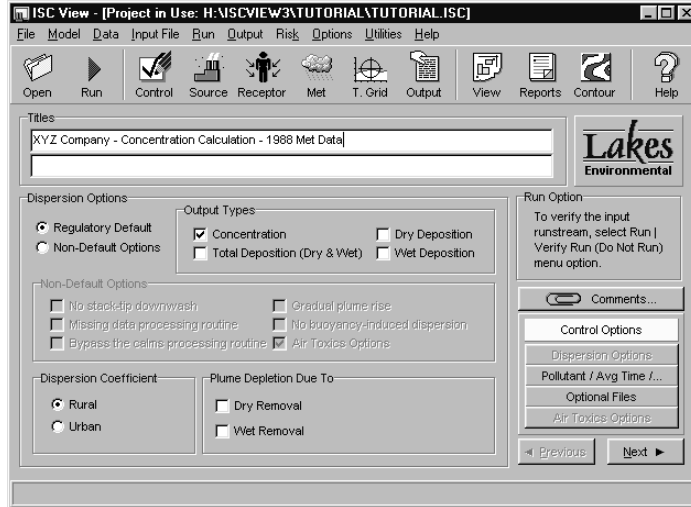 ISC View - [Project in Use: H:\ISCVIEW3\TUTORIAL\TUTORIAL.ISC]
File Model Data Input File Run Output Risk Options Utilities Help
Open Run Control Source Receptor Met T. Grid Output View Reports Contour Help
Titles
XYZ Company - Concentration Calculation - 1988 Met Data
Lakes
Environmental
Dispersion Options
Regulatory Default
Non-Default Options
Output Types
Concentration
Dry Deposition
Total Deposition (Dry & Wet)
Wet Deposition
Non-Default Options
No stack-tip downwash
Gradual plume rise
Missing data processing routine
No buoyancy-induced dispersion
Bypass the calms processing routine
Air Toxics Options
Dispersion Coefficient
Rural
Urban
Plume Depletion Due To
Dry Removal
Wet Removal
Run Option
To verify the input
runstream, select Run |
Verify Run (Do Not Run)
menu option.
Comments...
Control Options
Dispersion Options
Pollutant / Avg Time /...
Optional Files
Air Toxics Options
Previous
Next